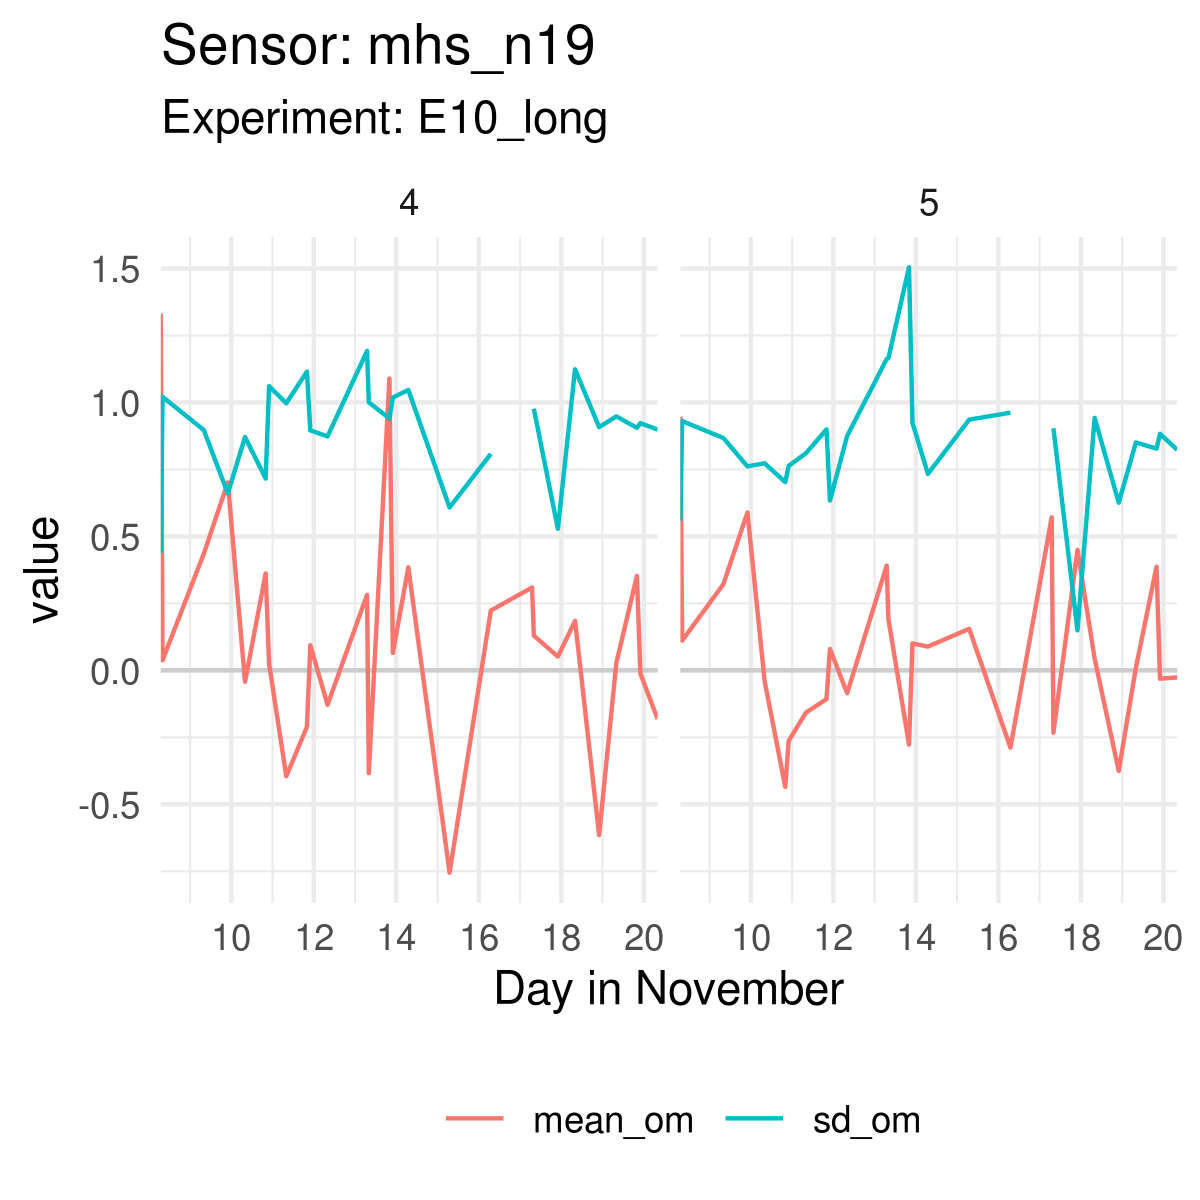 Sensor: mhs_n19
Experiment: E10_long
4 5
1.5
1.0
0.5
0.0
-0.5
value
10 12 14 16 18 20 10 12 14 16 18 20
Day in November
mean_om sd_om